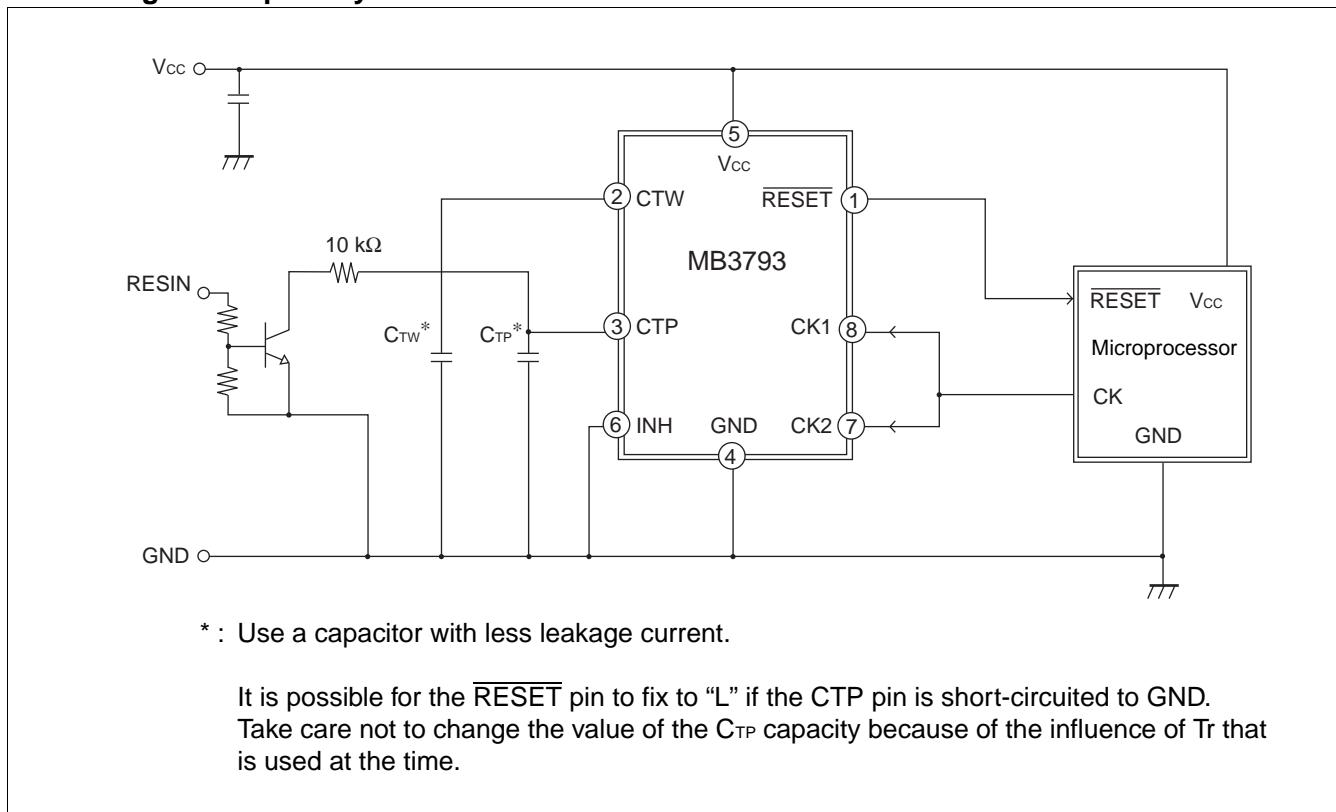 Vcc
5
Vcc
2 CTW
RESET 1
10 kΩ
MB3793
RESIN
RESET Vcc
CTW*
CTP*
3 CTP
CK1 8
Microprocessor
CK
6 INH
GND
CK2 7
GND
4
GND
* : Use a capacitor with less leakage current.
It is possible for the RESET pin to fix to “L” if the CTP pin is short-circuited to GND.
Take care not to change the value of the CTP capacity because of the influence of Tr that
is used at the time.